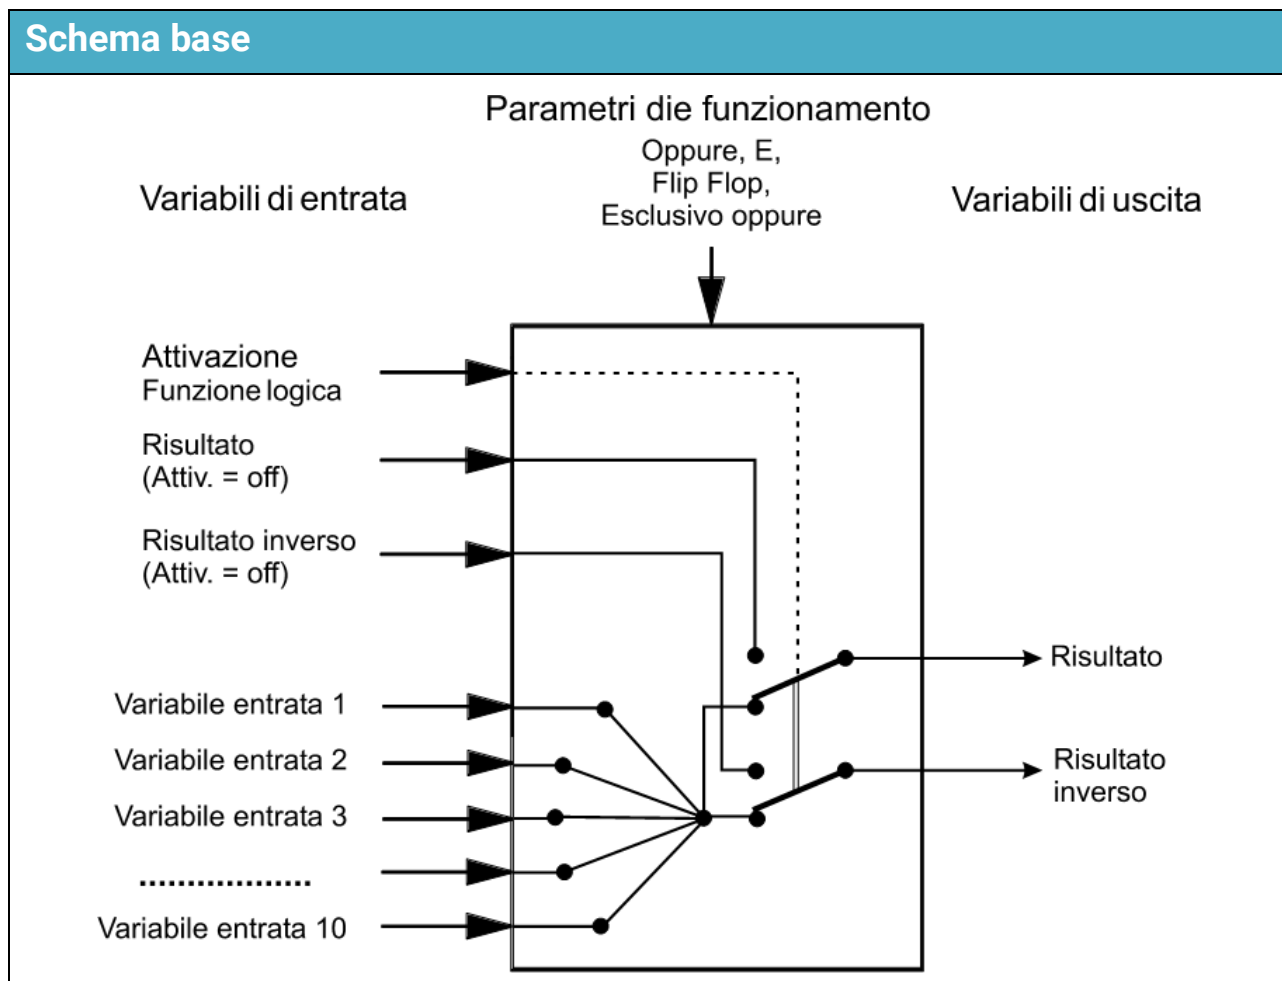 Schema base
Parametri die funzionamento
Oppure, E,
Flip Flop,
Esclusivo oppure
Variabili di entrata
Variabili di uscita
Attivazione
Funzione logica
Risultato
(Attiv. = off)
Risultato inverso
(Attiv. = off)
Variabile entrata 1
Variabile entrata 2
Variabile entrata 3
..................
Variabile entrata 10
Risultato
Risultato
inverso